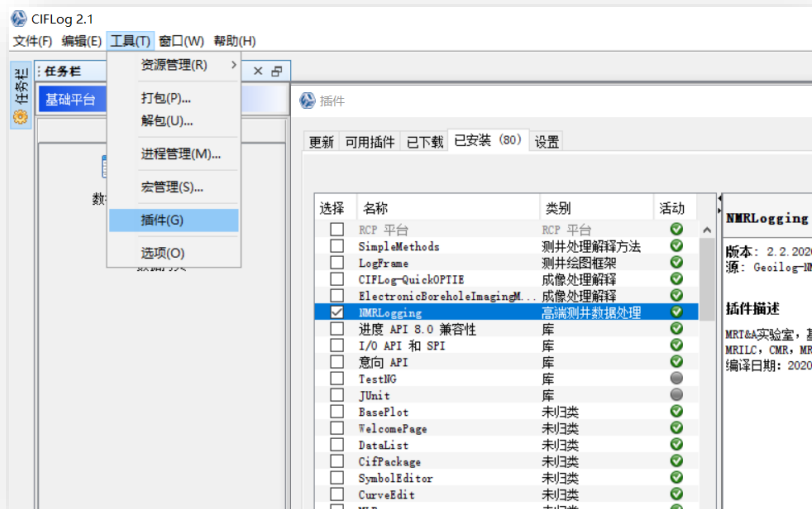 CIFLog 2.1
文件(F) 编辑(E) 工具(T) 窗口(W) 帮助(H)
任务栏
任务栏
基础平台
资源管理(R)
打包(P)...
解包(U)...
进程管理(M)...
宏管理(S)...
插件(G)
选项(O)
插件
更新 可用插件 已下载 已安装 (80) 设置
选择 名称 类别 活动
RCP 平台 RCP 平台
SimpleMethods 测井处理解释方法
LogFrame 测井绘图框架
CIFLog-QuickOPTIE 成像处理解释
ElectronicBoreholeImagingM... 成像处理解释
NMRLogging 高端测井数据处理
进度 API 8.0 兼容性 库
I/O API 和 SPI 库
意向 API 库
TestNG 库
JUnit 库
BasePlot 未归类
WelcomePage 未归类
DataList 未归类
CifPackage 未归类
SymbolEditor 未归类
CurveEdit 未归类
NMRLogging
版本: 2.2.202
源: Geoilog-N
插件描述
MRT&A实验室，
MRILC, CMR, MR
编译日期: 2020